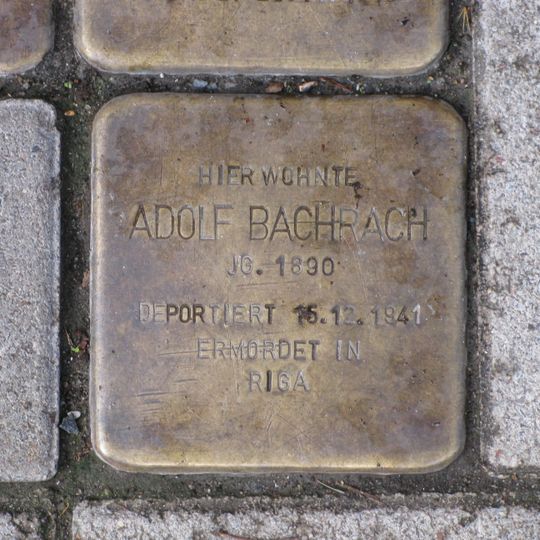 HIER WOHNTE
ADOLF BACHRACH
JG. 1890
DEPORTIERT 15.12.1941
ERMORDET IN
RIGA